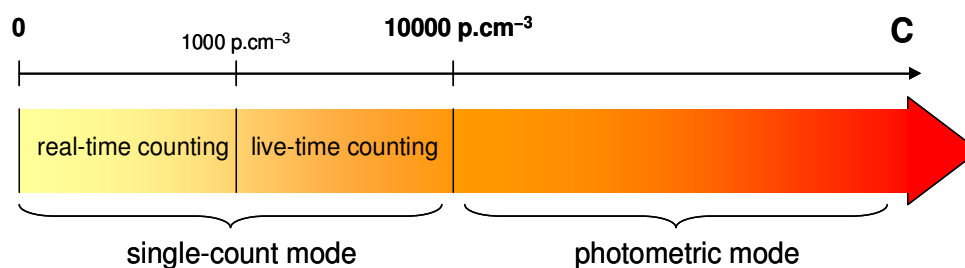 0
1000 p.cm⁻³
10000 p.cm⁻³
C
real-time counting
live-time counting
single-count mode
photometric mode